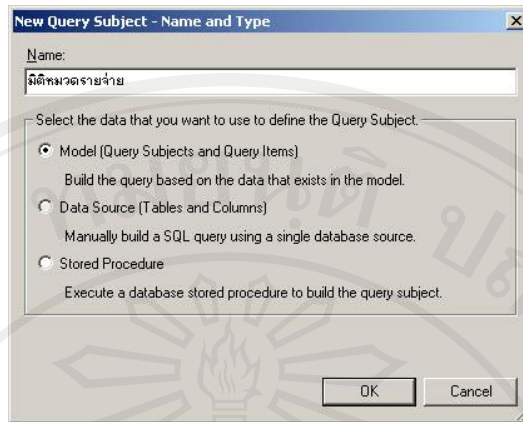 New Query Subject - Name and Type
Name:
มิติหมวดรายจ่าย
Select the data that you want to use to define the Query Subject.
Model (Query Subjects and Query Items)
Build the query based on the data that exists in the model.
Data Source (Tables and Columns)
Manually build a SQL query using a single database source.
Stored Procedure
Execute a database stored procedure to build the query subject.
OK
Cancel